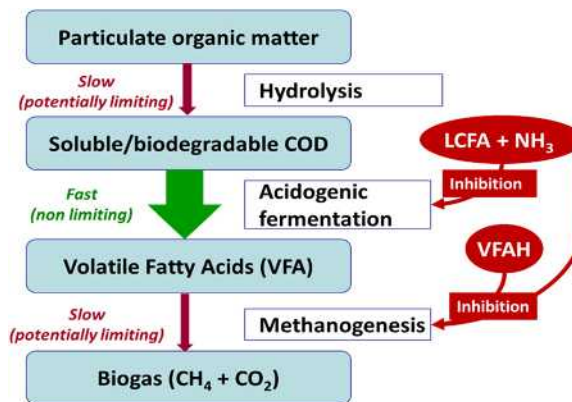 Particulate organic matter
Slow
(potentially limiting)
Hydrolysis
Soluble/biodegradable COD
LCFA + NH₃
Inhibition
Fast
(non limiting)
Acidogenic
fermentation
Volatile Fatty Acids (VFA)
VFAH
Inhibition
Slow
(potentially limiting)
Methanogenesis
Biogas (CH₄ + CO₂)